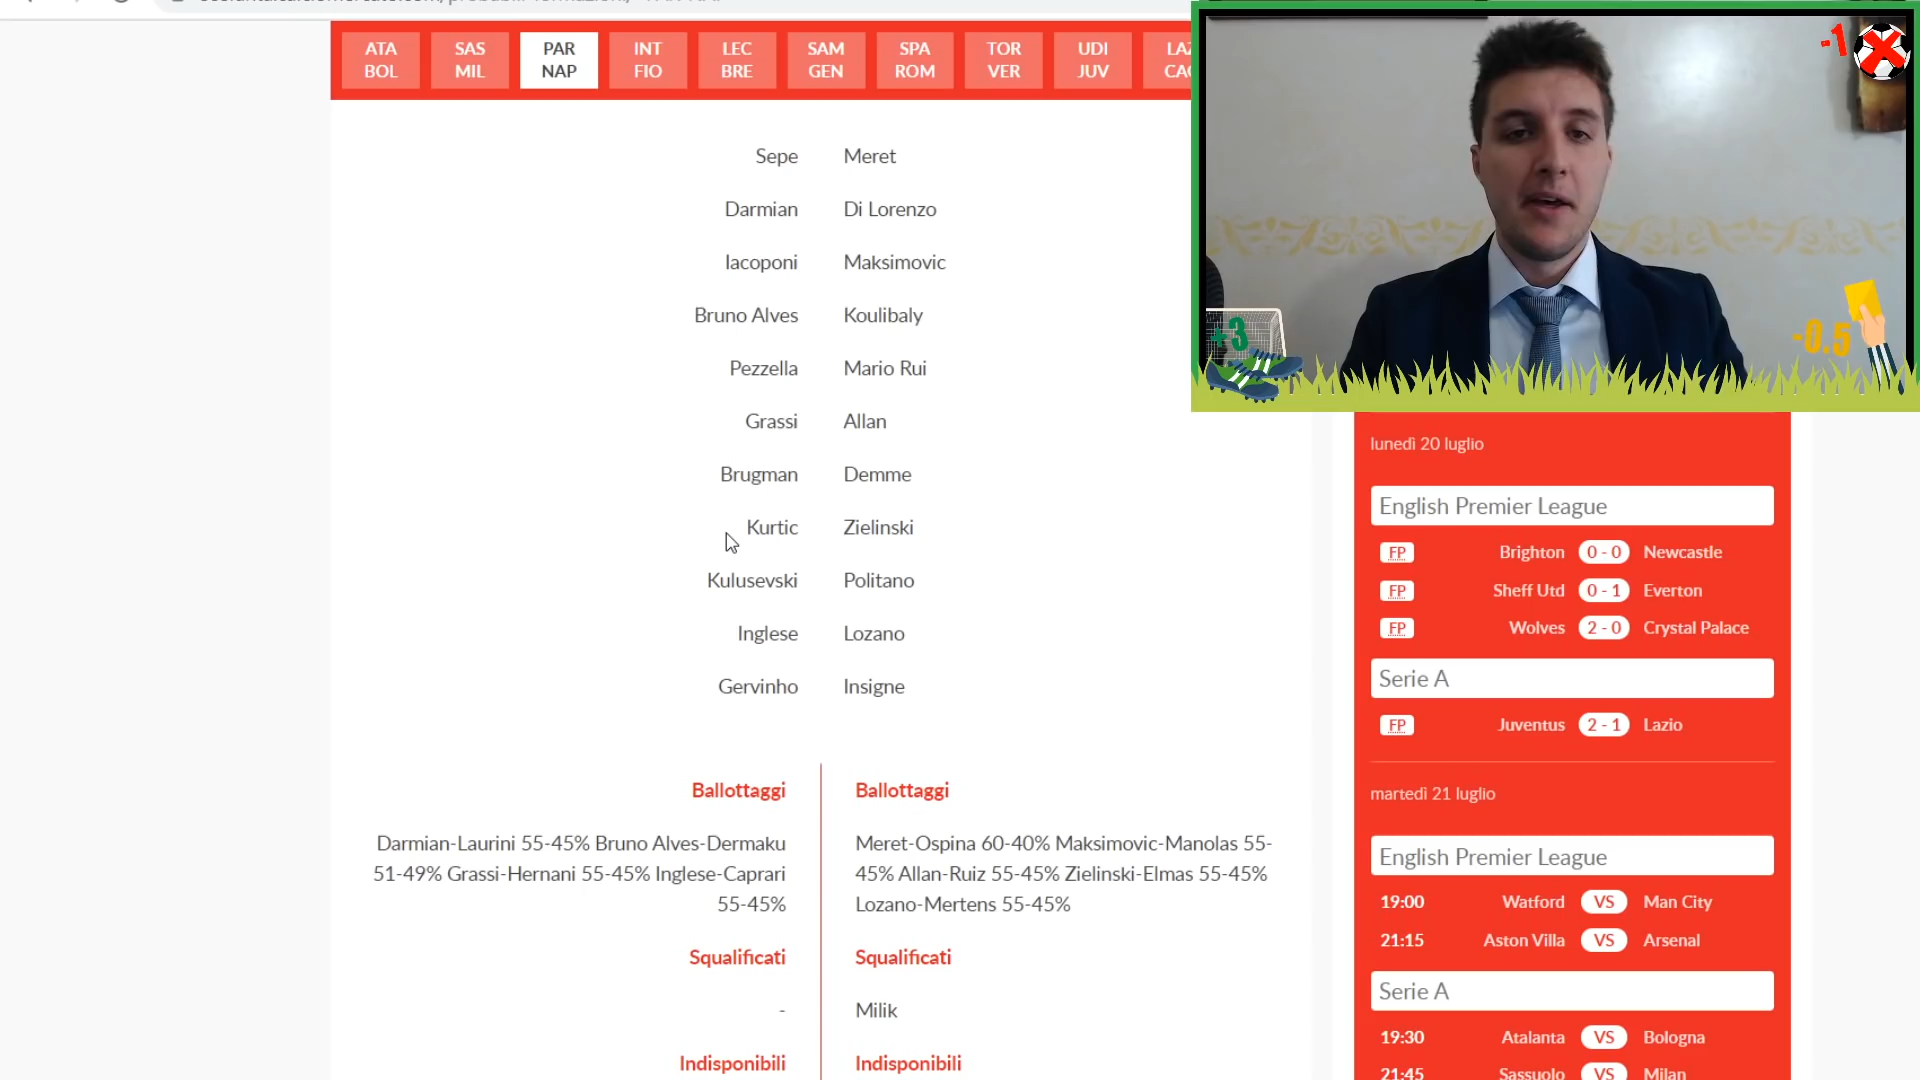 ATA BOL
SAS MIL
PAR NAP
INT FIO
LEC BRE
SAM GEN
SPA ROM
TOR VER
UDI JUV
Sepe Meret
Darmian Di Lorenzo
Iacoponi Maksimovic
Bruno Alves Koulibaly
Pezzella Mario Rui
Grassi Allan
Brugman Demme
Kurtic Zielinski
Kulusevski Politano
Inglese Lozano
Gervinho Insigne
Ballottaggi
Darmian-Laurini 55-45% Bruno Alves-Dermaku
51-49% Grassi-Hernani 55-45% Inglese-Caprari
55-45%
Squalificati
-
Indisponibili
Ballottaggi
Meret-Ospina 60-40% Maksimovic-Manolas 55-
45% Allan-Ruiz 55-45% Zielinski-Elmas 55-45%
Lozano-Mertens 55-45%
Squalificati
Milik
Indisponibili
-1
+3
-0.5
lunedì 20 luglio
English Premier League
FP Brighton 0 - 0 Newcastle
FP Sheff Utd 0 - 1 Everton
FP Wolves 2 - 0 Crystal Palace
Serie A
FP Juventus 2 - 1 Lazio
martedì 21 luglio
English Premier League
19:00 Watford VS Man City
21:15 Aston Villa VS Arsenal
Serie A
19:30 Atalanta VS Bologna
21:45 Sassuolo VS Milan